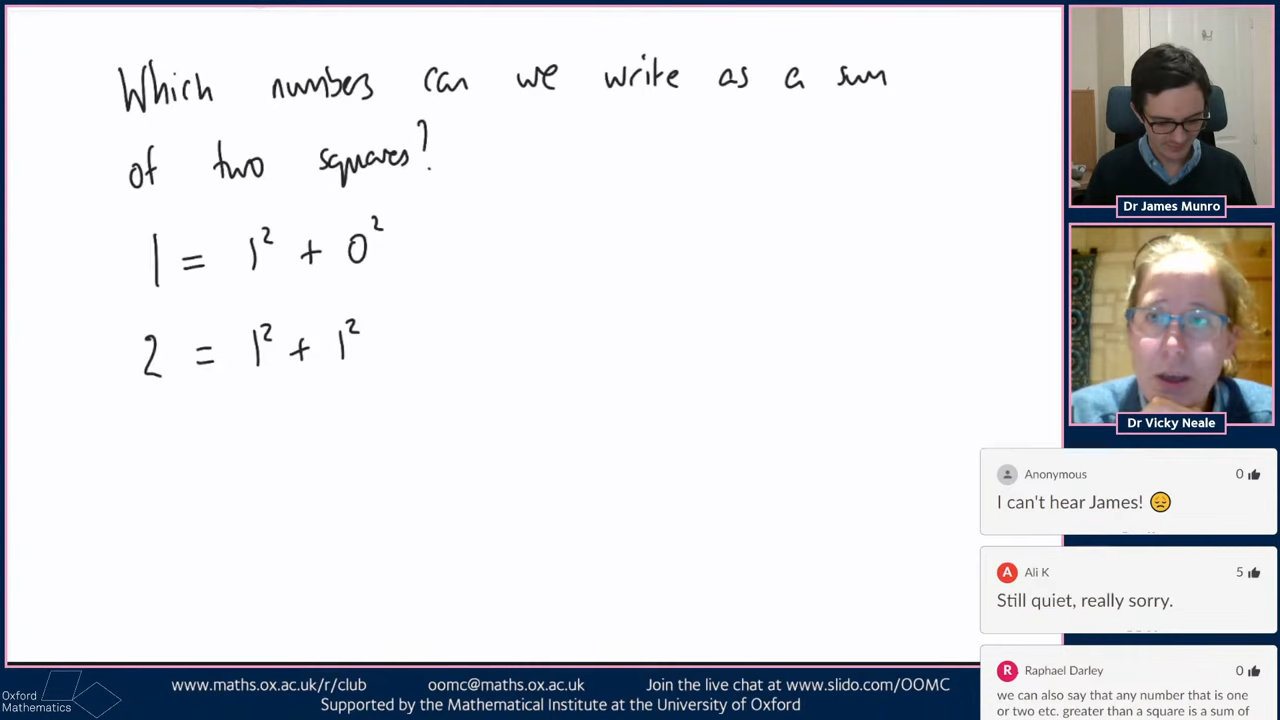 Which numbers can we write as a sum
of two squares?
1 = 1² + 0²
2 = 1² + 1²
Dr James Munro
Dr Vicky Neale
Anonymous 0
I can't hear James! 😞
Ali K 5
A
Still quiet, really sorry.
R
Raphael Darley 0
we can also say that any number that is one
or two etc. greater than a square is a sum of
Oxford
Mathematics
www.maths.ox.ac.uk/r/club oomc@maths.ox.ac.uk Join the live chat at www.slido.com/OOMC
Supported by the Mathematical Institute at the University of Oxford